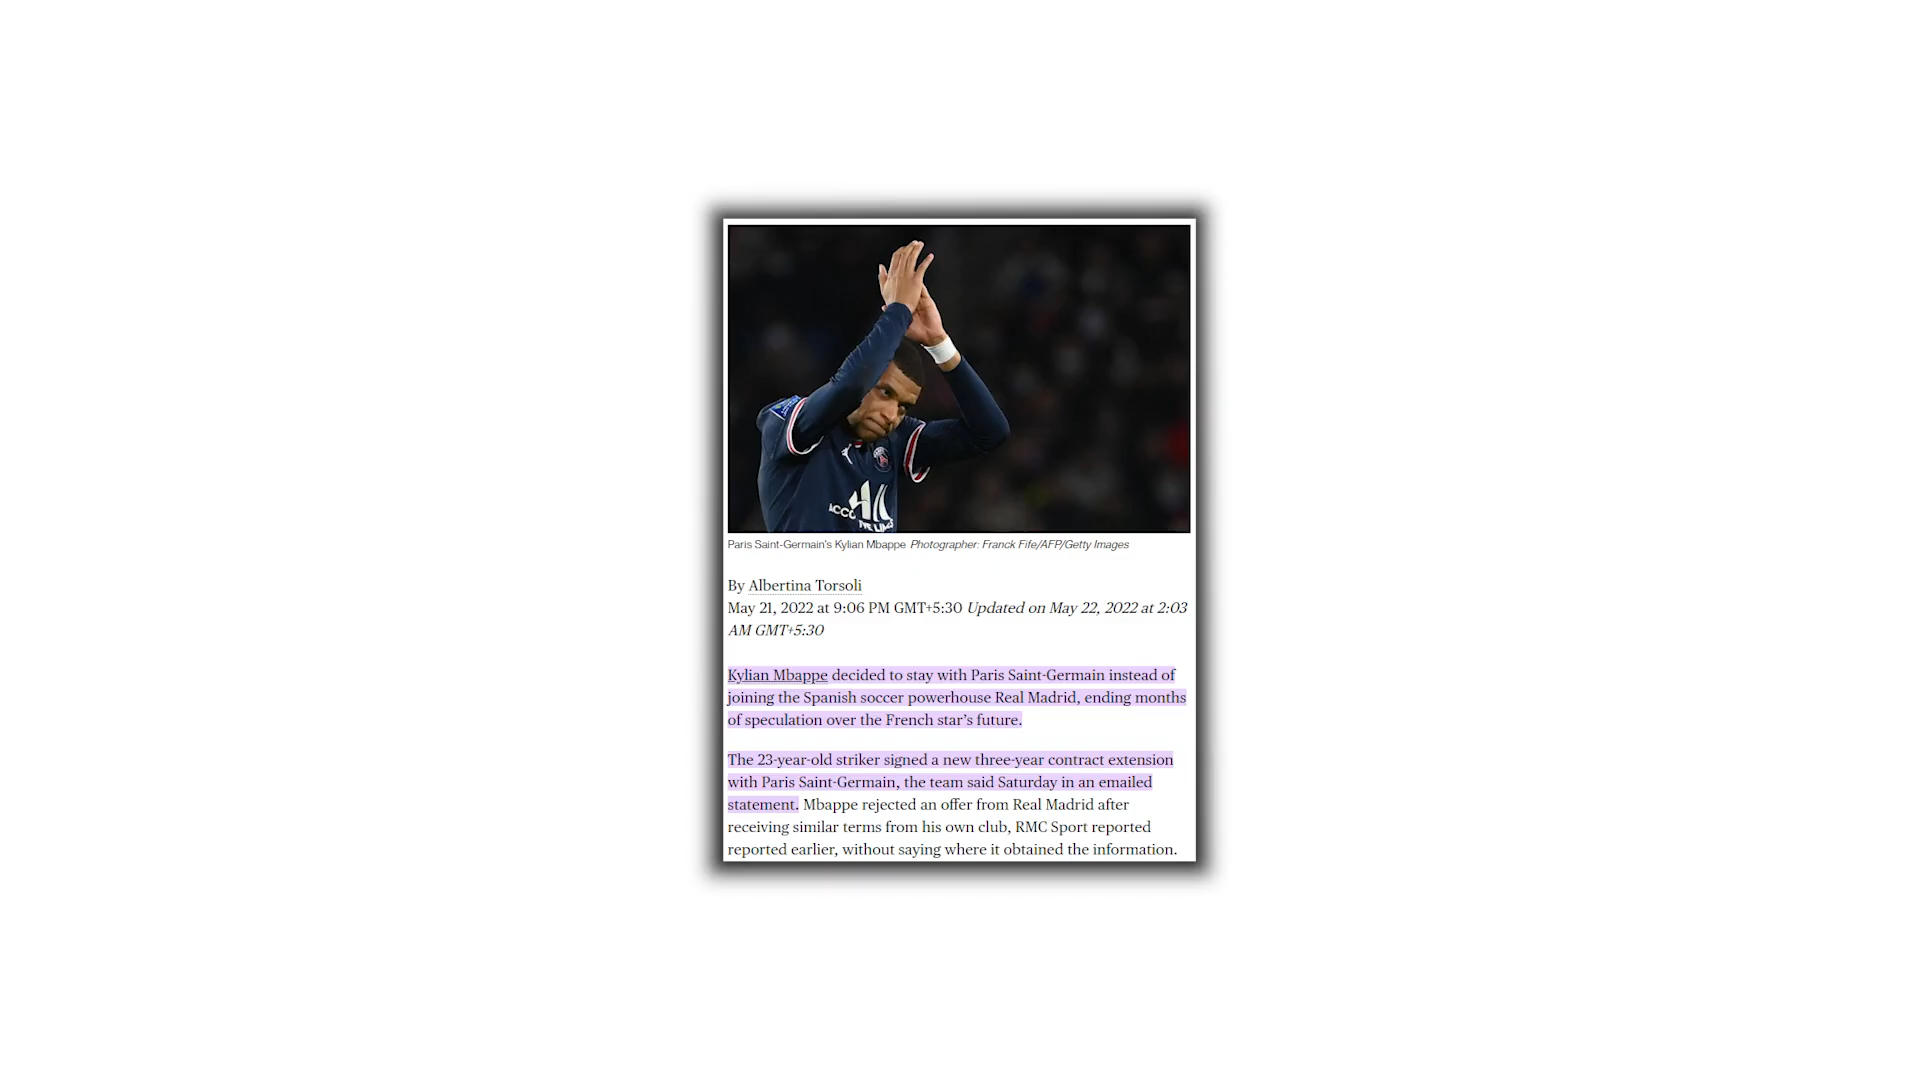 ACCO
Paris Saint-Germain's Kylian Mbappe Photographer: Franck Fife/AFP/Getty Images
By Albertina Torsoli
May 21, 2022 at 9:06 PM GMT+5:30 Updated on May 22, 2022 at 2:03
AM GMT+5:30
Kylian Mbappe decided to stay with Paris Saint-Germain instead of
joining the Spanish soccer powerhouse Real Madrid, ending months
of speculation over the French star’s future.
The 23-year-old striker signed a new three-year contract extension
with Paris Saint-Germain, the team said Saturday in an emailed
statement. Mbappe rejected an offer from Real Madrid after
receiving similar terms from his own club, RMC Sport reported
reported earlier, without saying where it obtained the information.